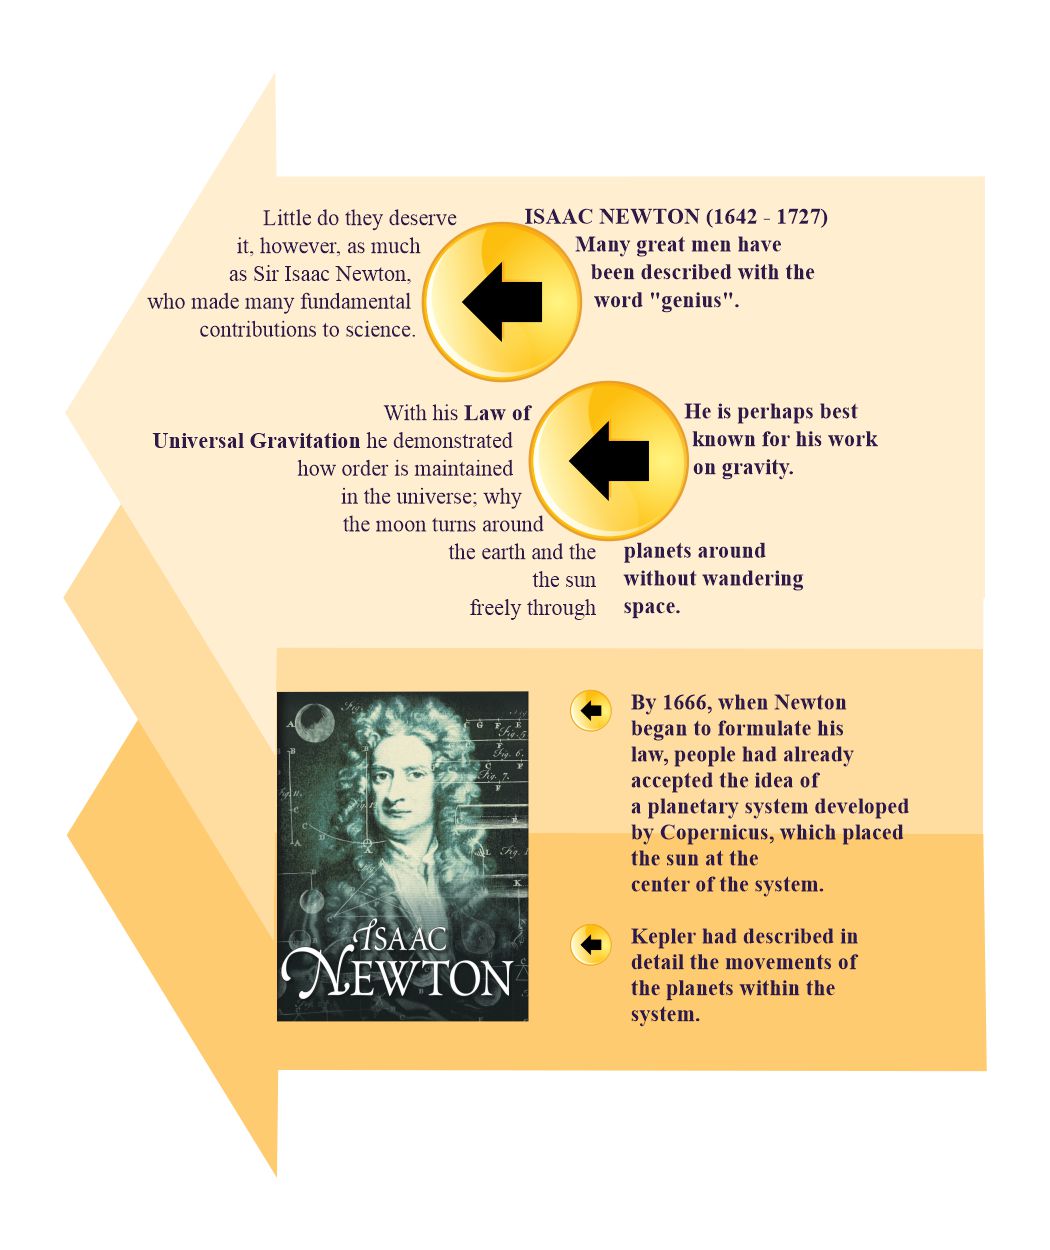 ISAAC NEWTON (1642 - 1727)
Many great men have
been described with the
word "genius".
Little do they deserve
it, however, as much
as Sir Isaac Newton,
who made many fundamental
contributions to science.
He is perhaps best
known for his work
on gravity.
With his Law of
Universal Gravitation he demonstrated
how order is maintained
in the universe; why
the moon turns around
the earth and the planets around
the sun without wandering
freely through space.
Fig. 5.
Fig. 6.
Fig. 7.
ISAAC
NEWTON
By 1666, when Newton
began to formulate his
law, people had already
accepted the idea of
a planetary system developed
by Copernicus, which placed
the sun at the
center of the system.
Kepler had described in
detail the movements of
the planets within the
system.